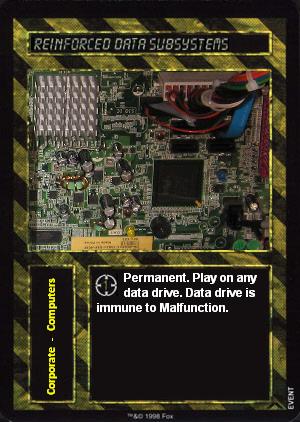 REINFORCED DATA SUBSYSTEMS
Corporate - Computers
Permanent. Play on any
data drive. Data drive is
immune to Malfunction.
EVENT
™&© 1998 Fox